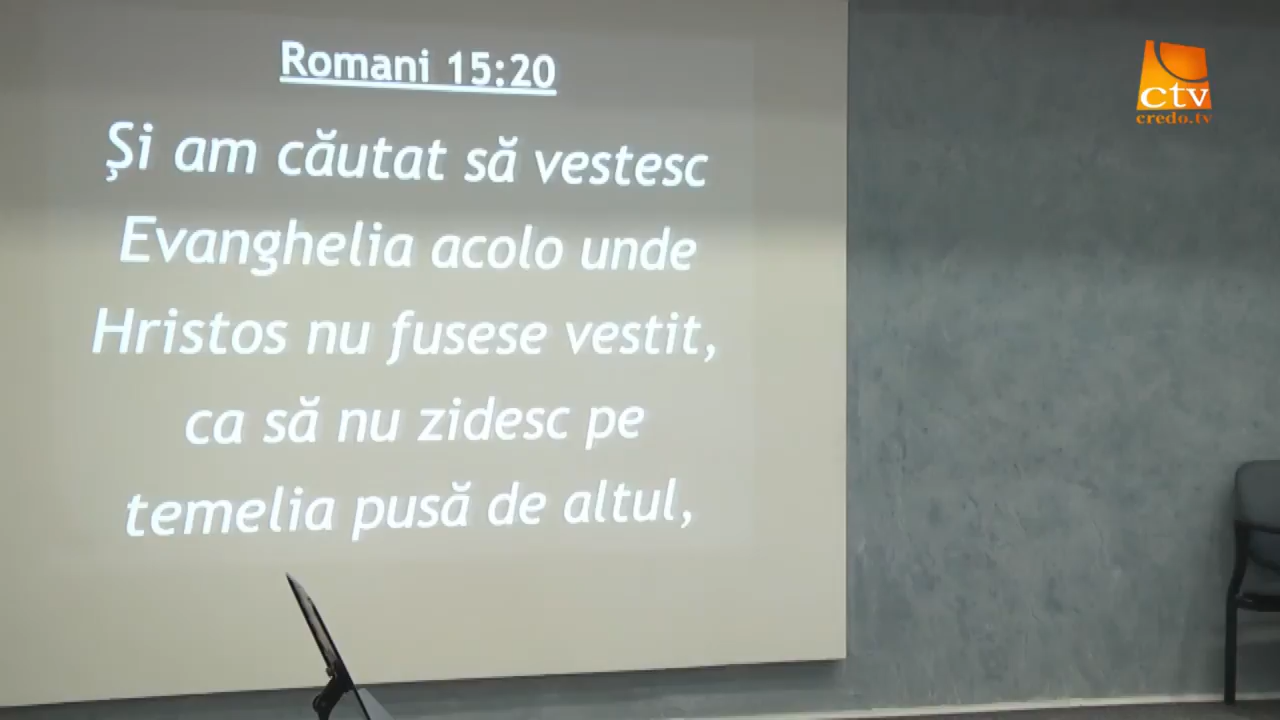 Romani 15:20
Și am căutat să vestesc
Evanghelia acolo unde
Hristos nu fusese vestit,
ca să nu zidesc pe
temelia pusă de altul,
ctv
credo.tv